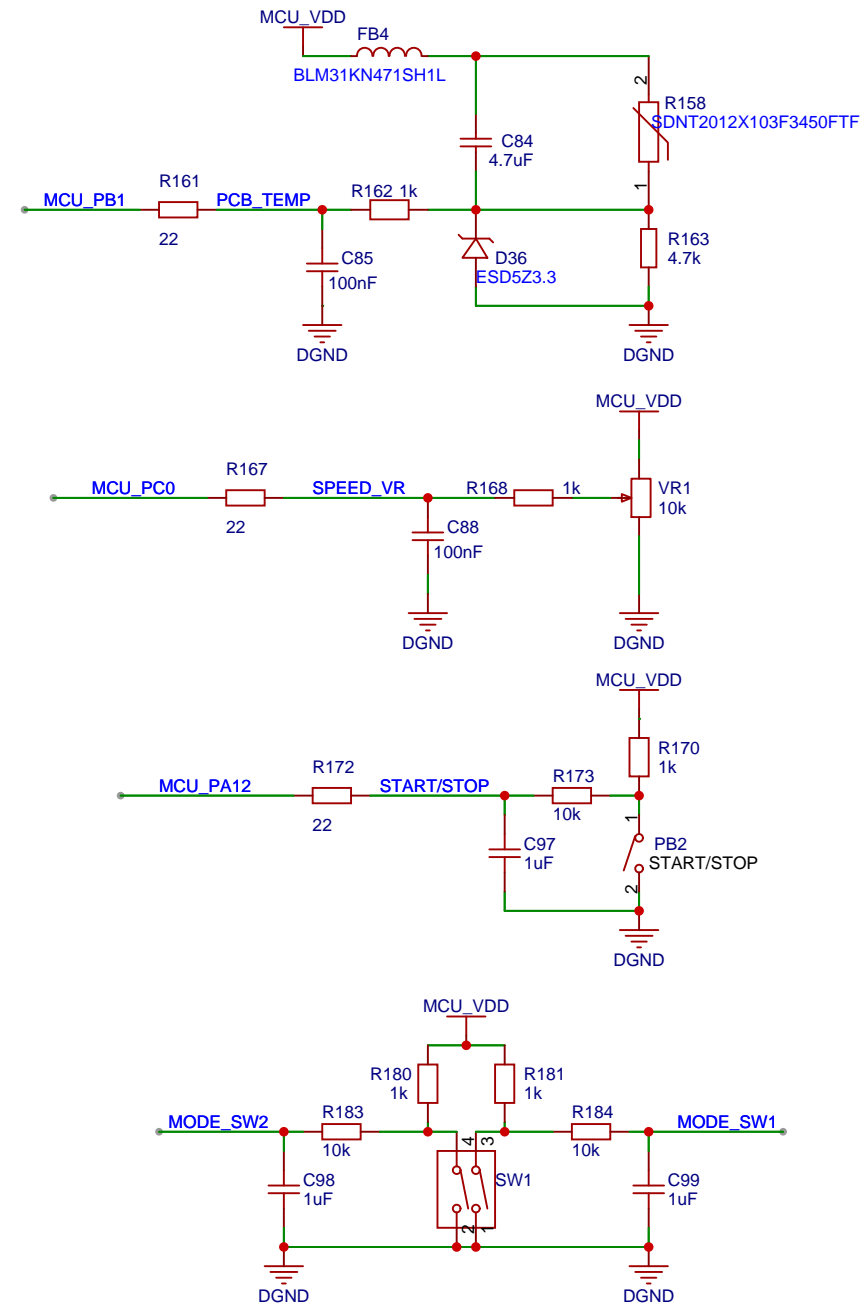 MCU_VDD
FB4
BLM31KN471SH1L
2
R158
SDNT2012X103F3450FTF
C84
4.7uF
1
R161
R162 1k
MCU_PB1
PCB_TEMP
22
C85
100nF
D36
ESD5Z3.3
R163
4.7k
DGND
DGND
MCU_VDD
R167
MCU_PC0
SPEED_VR
R168
1k
VR1
10k
22
C88
100nF
DGND
DGND
MCU_VDD
R170
1k
R172
R173
MCU_PA12
START/STOP
10k
22
1
C97
1uF
PB2
START/STOP
2
DGND
MCU_VDD
R180
1k
R181
1k
MODE_SW2
R183
10k
R184
10k
MODE_SW1
4
3
C98
1uF
SW1
C99
1uF
2
1
DGND
DGND